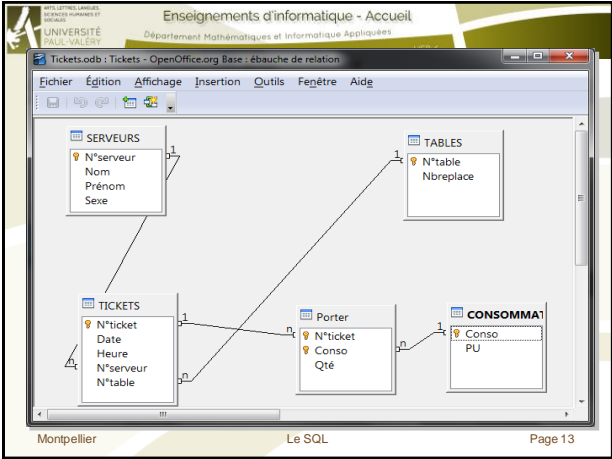 ARTS, LETTRES, LANGUES,
SCIENCES HUMAINES ET
SOCIALES
UNIVERSITÉ
PAUL-VALÉRY
Enseignements d'informatique - Accueil
Département Mathématiques et Informatique Appliquées
Tickets.odb : Tickets - OpenOffice.org Base : ébauche de relation
Fichier Édition Affichage Insertion Outils Fenêtre Aide
SERVEURS
N°serveur
Nom
Prénom
Sexe
1
TABLES
N°table
Nbreplace
1
TICKETS
N°ticket
Date
Heure
N°serveur
N°table
1
n
n
Porter
N°ticket
Conso
Qté
n
n
CONSOMMAT
Conso
PU
1
Montpellier
Le SQL
Page 13